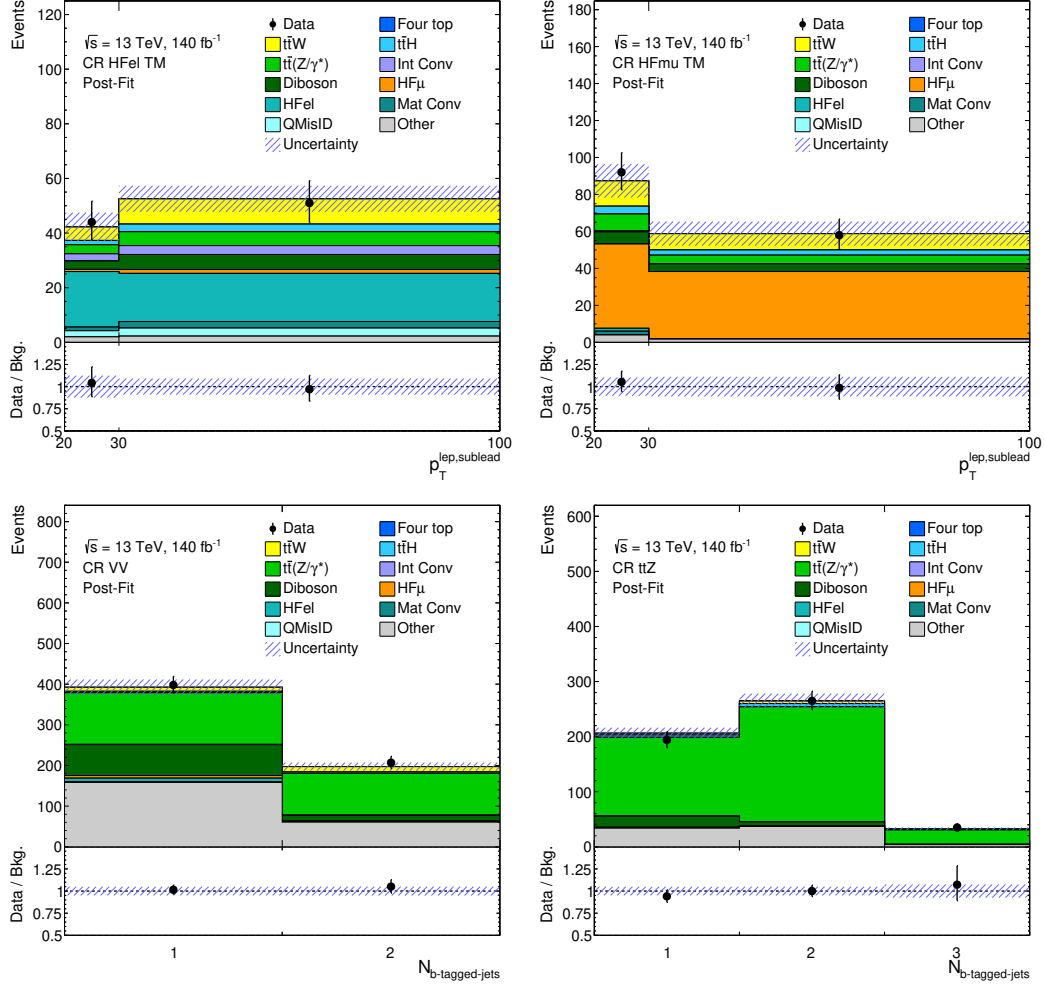 Events
120
100
80
60
40
20
0
√s = 13 TeV, 140 fb⁻¹
CR HFel TM
Post-Fit
Data
Four top
tt̄W
tt̄H
tt̄(Z/γ*)
Int Conv
Diboson
HFμ
HFel
Mat Conv
QMisID
Other
Uncertainty
Data / Bkg.
1.25
1
0.75
0.5
20
30
100
p_T^lep,sublead
Events
180
160
140
120
100
80
60
40
20
0
√s = 13 TeV, 140 fb⁻¹
CR HFmu TM
Post-Fit
Data
Four top
tt̄W
tt̄H
tt̄(Z/γ*)
Int Conv
Diboson
HFμ
HFel
Mat Conv
QMisID
Other
Uncertainty
Data / Bkg.
1.25
1
0.75
0.5
20
30
100
p_T^lep,sublead
Events
800
700
600
500
400
300
200
100
0
√s = 13 TeV, 140 fb⁻¹
CR VV
Post-Fit
Data
Four top
tt̄W
tt̄H
tt̄(Z/γ*)
Int Conv
Diboson
HFμ
HFel
Mat Conv
QMisID
Other
Uncertainty
Data / Bkg.
1.25
1
0.75
0.5
1
2
N_b-tagged-jets
Events
600
500
400
300
200
100
0
√s = 13 TeV, 140 fb⁻¹
CR ttZ
Post-Fit
Data
Four top
tt̄W
tt̄H
tt̄(Z/γ*)
Int Conv
Diboson
HFμ
HFel
Mat Conv
QMisID
Other
Uncertainty
Data / Bkg.
1.25
1
0.75
0.5
1
2
3
N_b-tagged-jets